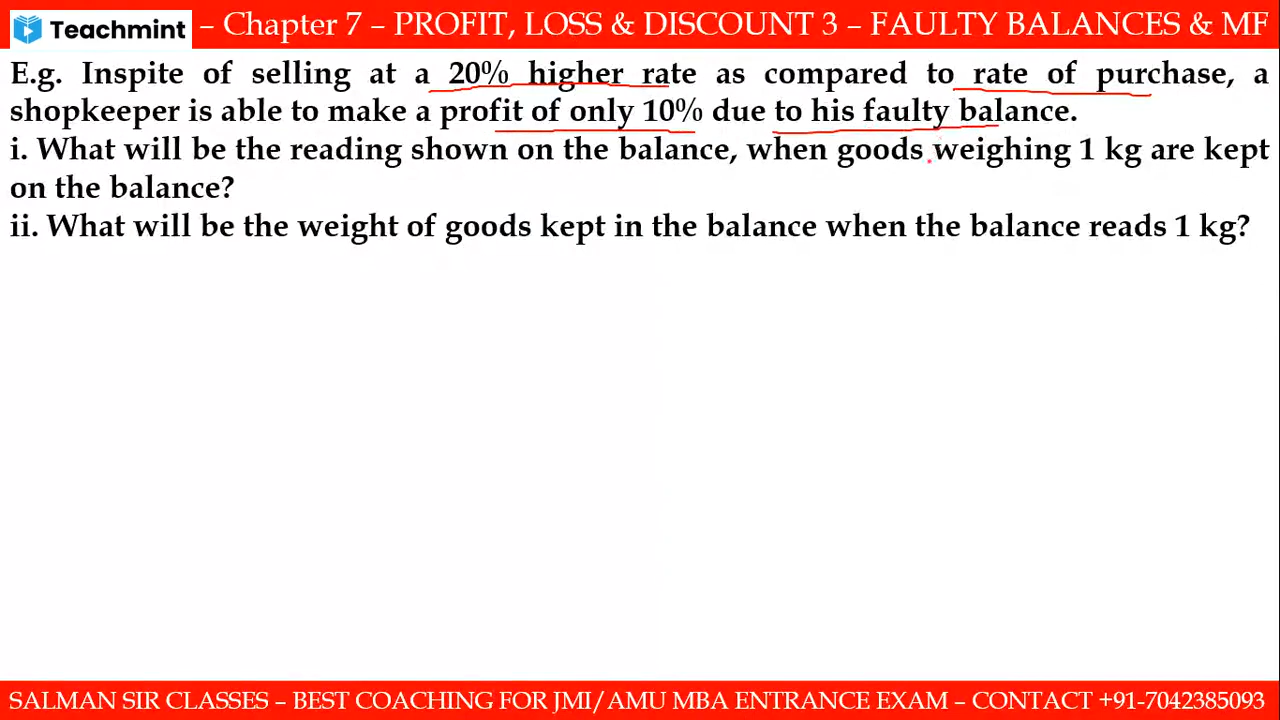 Teachmint – Chapter 7 – PROFIT, LOSS & DISCOUNT 3 – FAULTY BALANCES & MF
E.g. Inspite of selling at a 20% higher rate as compared to rate of purchase, a
shopkeeper is able to make a profit of only 10% due to his faulty balance.
i. What will be the reading shown on the balance, when goods weighing 1 kg are kept
on the balance?
ii. What will be the weight of goods kept in the balance when the balance reads 1 kg?
SALMAN SIR CLASSES – BEST COACHING FOR JMI/AMU MBA ENTRANCE EXAM – CONTACT +91-7042385093